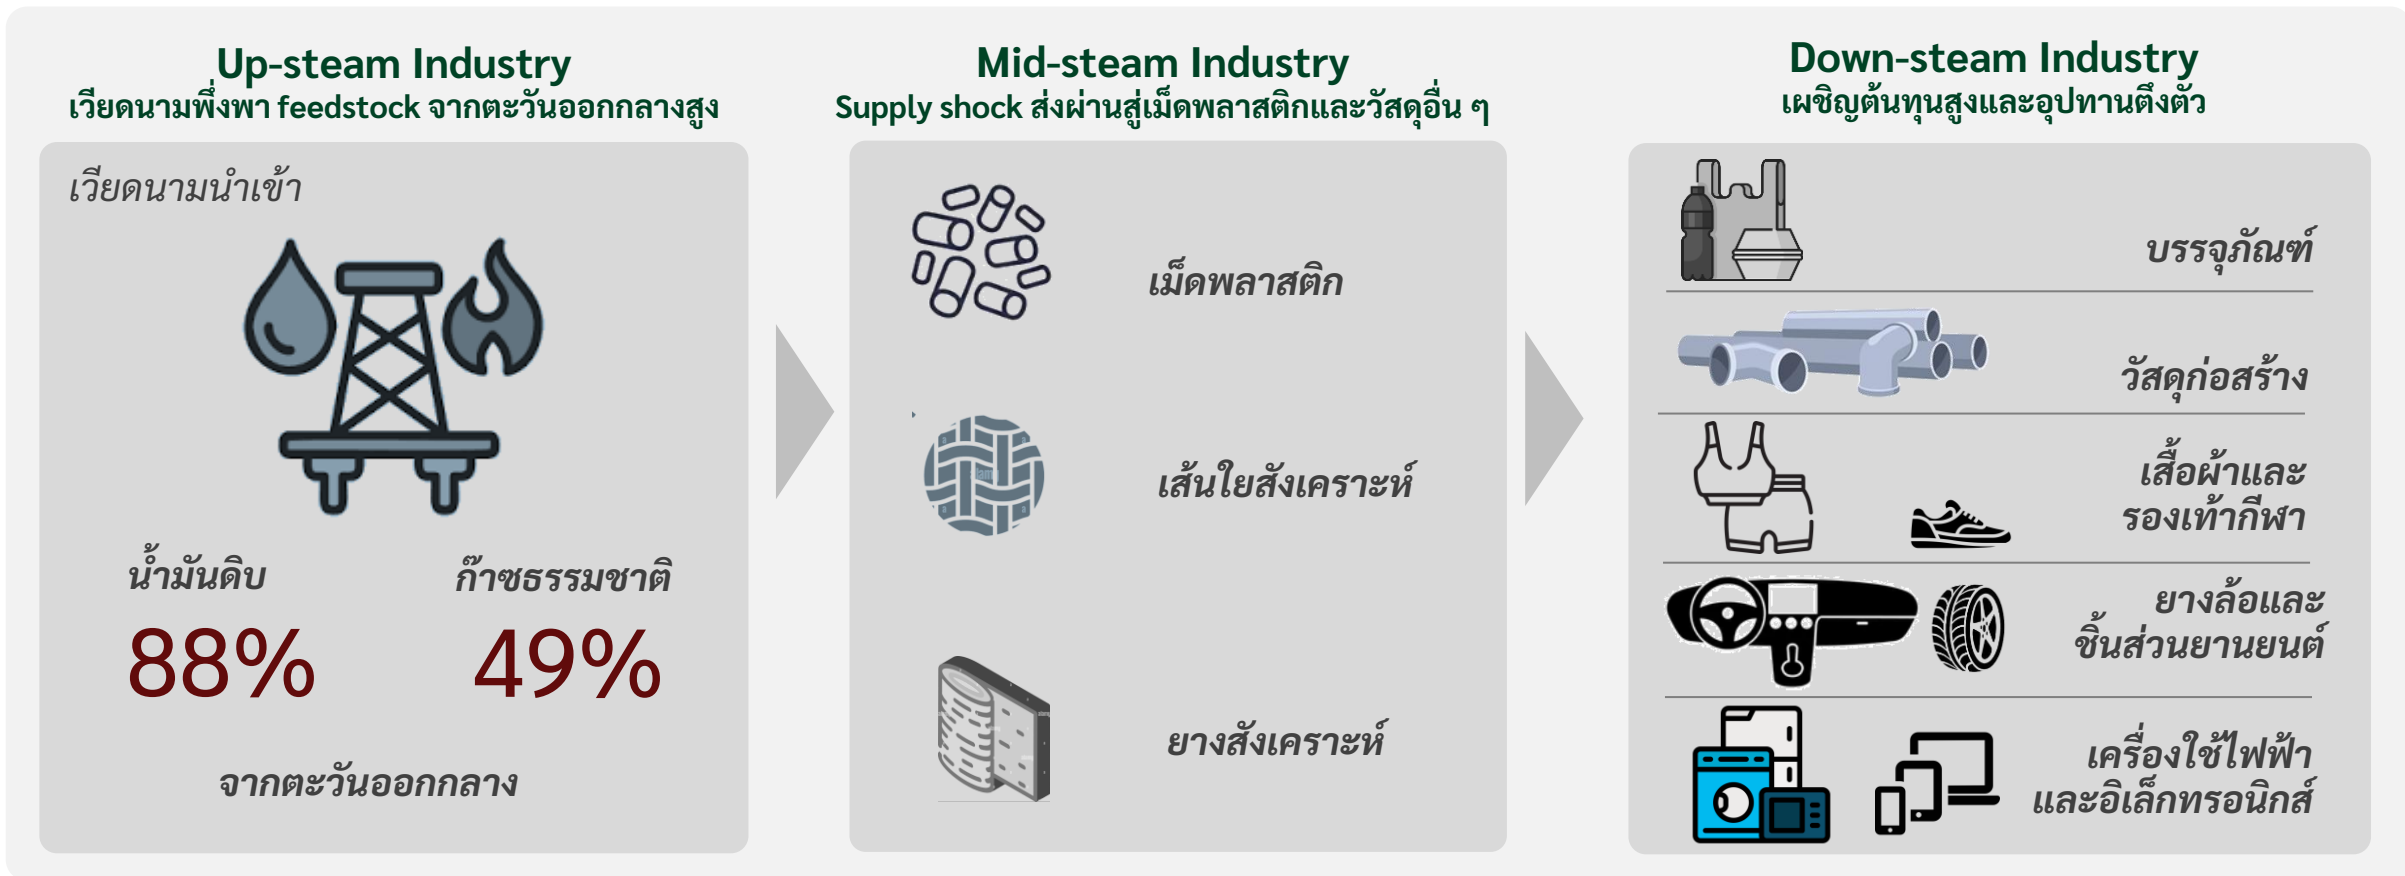 Up-steam Industry
เวียดนามพึ่งพา feedstock จากตะวันออกกลางสูง
เวียดนามนำเข้า
น้ำมันดิบ
88%
ก๊าซธรรมชาติ
49%
จากตะวันออกกลาง
Mid-steam Industry
Supply shock ส่งผ่านสู่เม็ดพลาสติกและวัสดุอื่น ๆ
เม็ดพลาสติก
เส้นใยสังเคราะห์
ยางสังเคราะห์
Down-steam Industry
เผชิญต้นทุนสูงและอุปทานตึงตัว
บรรจุภัณฑ์
วัสดุก่อสร้าง
เสื้อผ้าและ
รองเท้ากีฬา
ยางล้อและ
ชิ้นส่วนยานยนต์
เครื่องใช้ไฟฟ้า
และอิเล็กทรอนิกส์